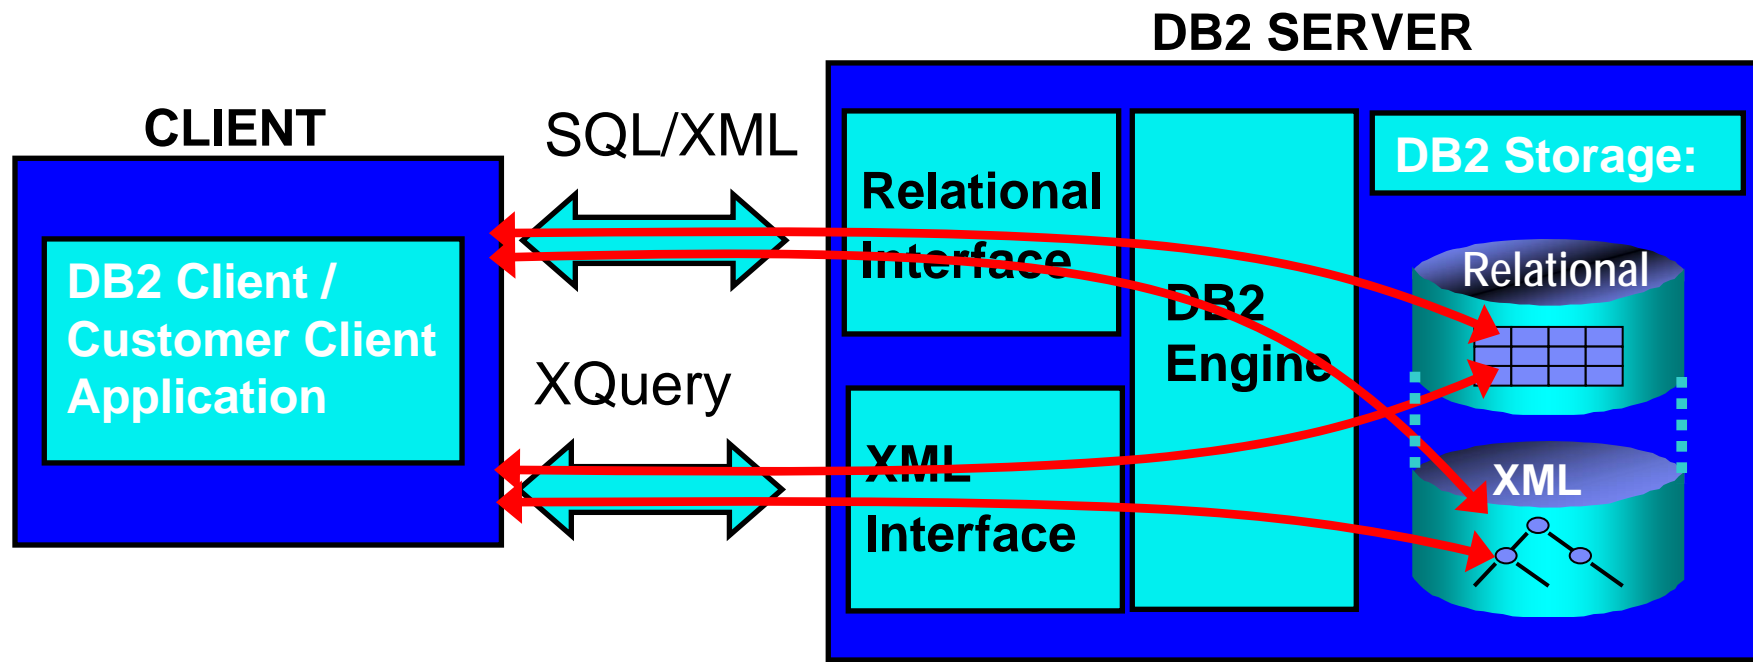 DB2 SERVER
CLIENT
SQL/XML
DB2 Client /
Customer Client
Application
XQuery
Relational
Interface
XML
Interface
DB2
Engine
DB2 Storage:
Relational
XML